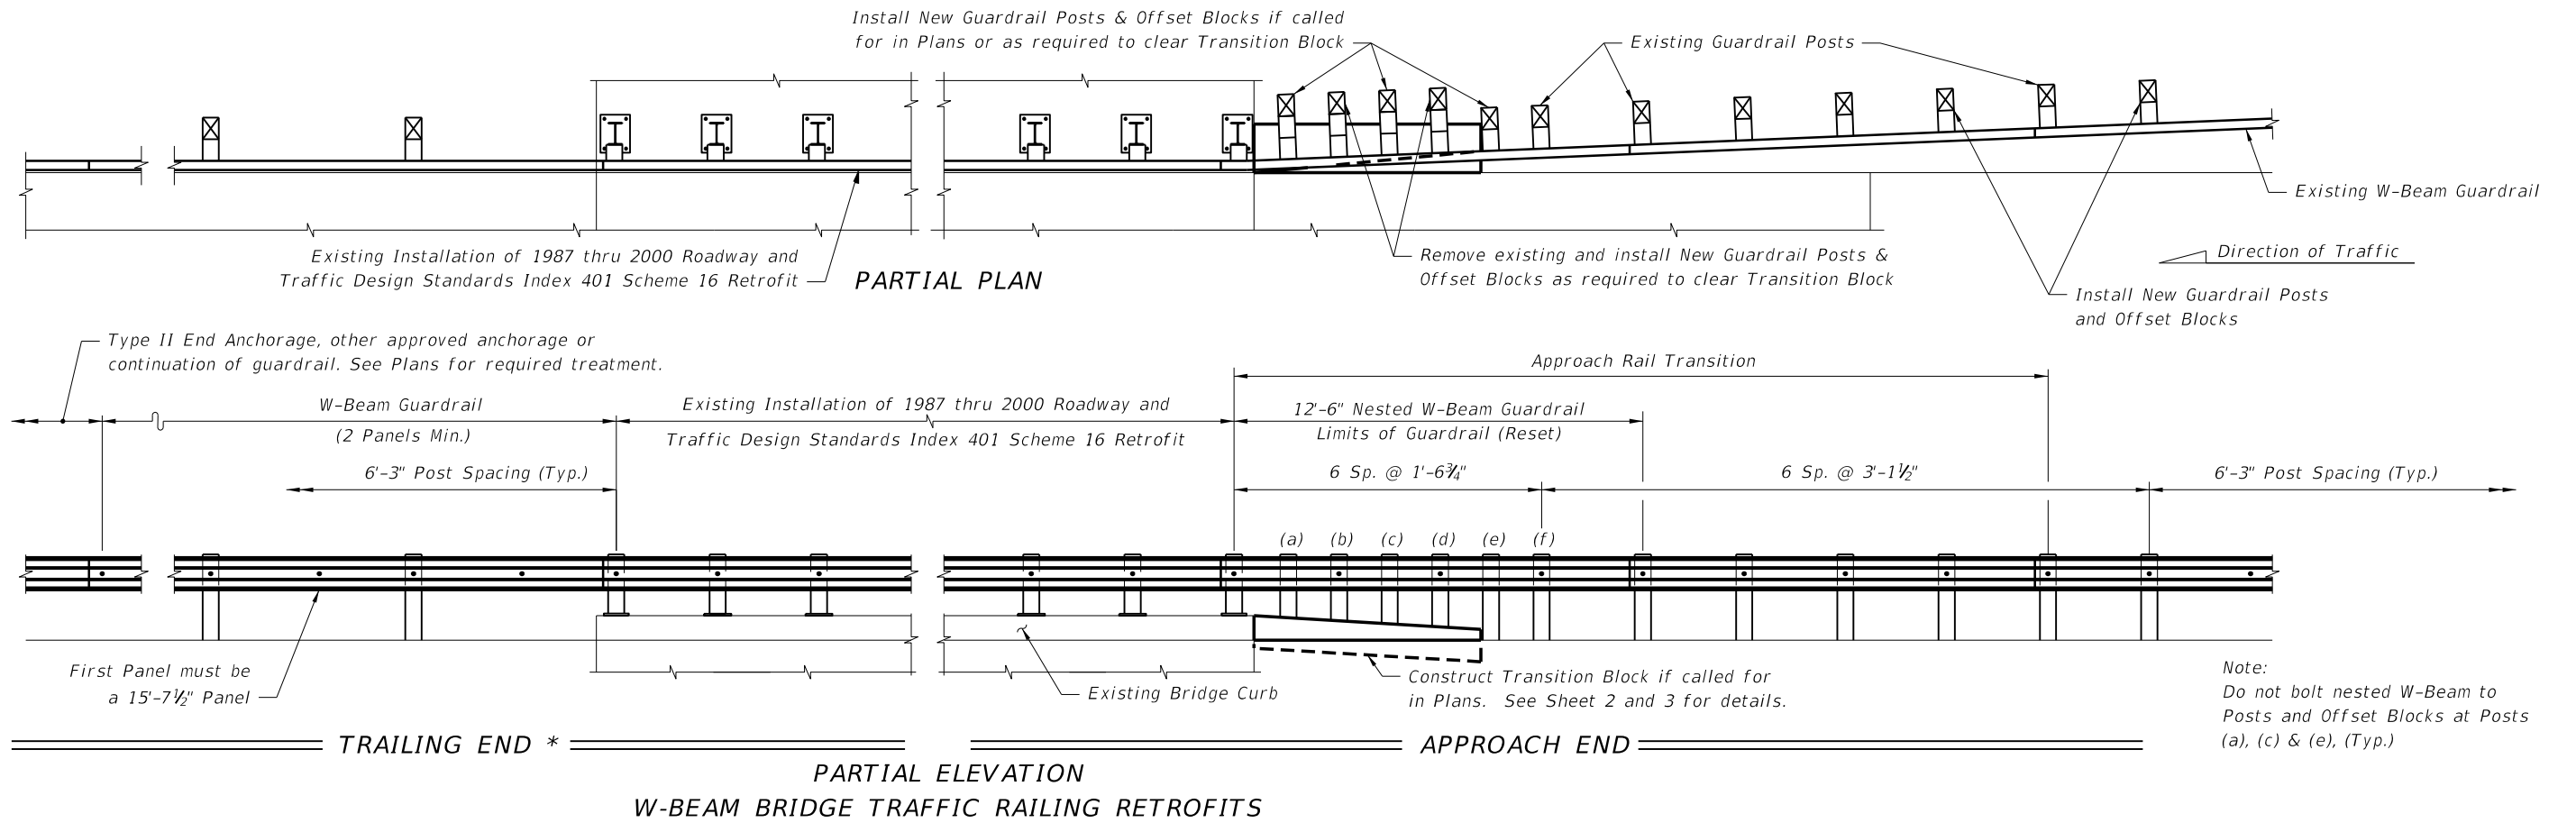 Install New Guardrail Posts & Offset Blocks if called
for in Plans or as required to clear Transition Block
Existing Guardrail Posts
Existing W-Beam Guardrail
Existing Installation of 1987 thru 2000 Roadway and
Traffic Design Standards Index 401 Scheme 16 Retrofit
PARTIAL PLAN
Remove existing and install New Guardrail Posts &
Offset Blocks as required to clear Transition Block
Direction of Traffic
Install New Guardrail Posts
and Offset Blocks
Type II End Anchorage, other approved anchorage or
continuation of guardrail. See Plans for required treatment.
Approach Rail Transition
W-Beam Guardrail
(2 Panels Min.)
Existing Installation of 1987 thru 2000 Roadway and
Traffic Design Standards Index 401 Scheme 16 Retrofit
12'-6" Nested W-Beam Guardrail
Limits of Guardrail (Reset)
6'-3" Post Spacing (Typ.)
6 Sp. @ 1'-6¾"
6 Sp. @ 3'-1½"
6'-3" Post Spacing (Typ.)
(a) (b) (c) (d) (e) (f)
First Panel must be
a 15'-7½" Panel
Existing Bridge Curb
Construct Transition Block if called for
in Plans. See Sheet 2 and 3 for details.
Note:
Do not bolt nested W-Beam to
Posts and Offset Blocks at Posts
(a), (c) & (e), (Typ.)
TRAILING END *
APPROACH END
PARTIAL ELEVATION
W-BEAM BRIDGE TRAFFIC RAILING RETROFITS